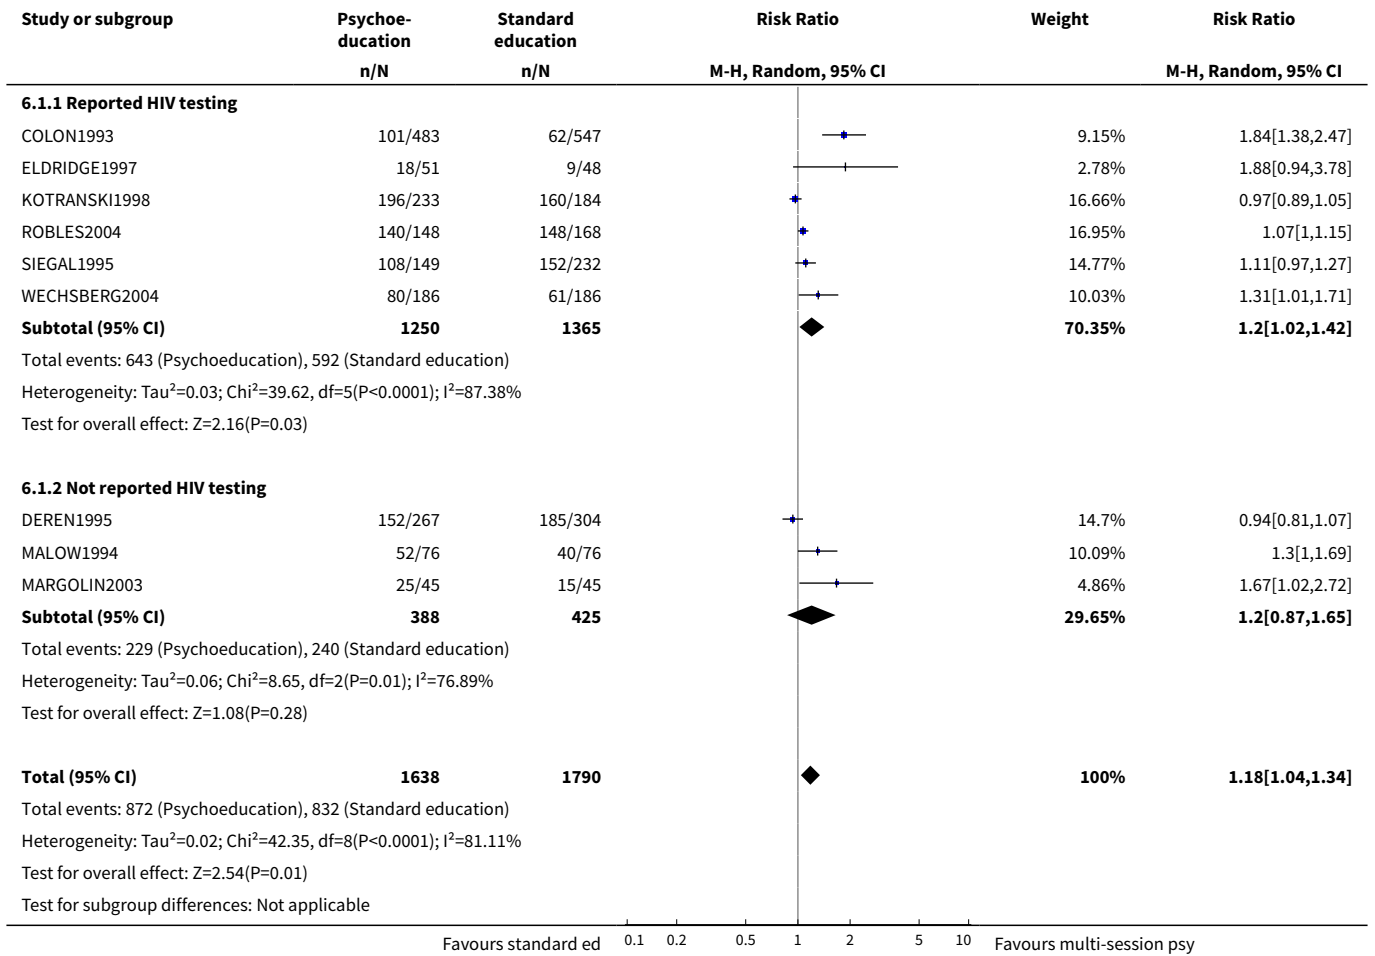 Study or subgroup Psychoe- Standard Risk Ratio Weight Risk Ratio
ducation education
n/N n/N M-H, Random, 95% CI M-H, Random, 95% CI
6.1.1 Reported HIV testing
COLON1993 101/483 62/547 9.15% 1.84[1.38,2.47]
ELDRIDGE1997 18/51 9/48 2.78% 1.88[0.94,3.78]
KOTRANSKI1998 196/233 160/184 16.66% 0.97[0.89,1.05]
ROBLES2004 140/148 148/168 16.95% 1.07[1,1.15]
SIEGAL1995 108/149 152/232 14.77% 1.11[0.97,1.27]
WECHSBERG2004 80/186 61/186 10.03% 1.31[1.01,1.71]
Subtotal (95% CI) 1250 1365 70.35% 1.2[1.02,1.42]
Total events: 643 (Psychoeducation), 592 (Standard education)
Heterogeneity: Tau²=0.03; Chi²=39.62, df=5(P<0.0001); I²=87.38%
Test for overall effect: Z=2.16(P=0.03)
6.1.2 Not reported HIV testing
DEREN1995 152/267 185/304 14.7% 0.94[0.81,1.07]
MALOW1994 52/76 40/76 10.09% 1.3[1,1.69]
MARGOLIN2003 25/45 15/45 4.86% 1.67[1.02,2.72]
Subtotal (95% CI) 388 425 29.65% 1.2[0.87,1.65]
Total events: 229 (Psychoeducation), 240 (Standard education)
Heterogeneity: Tau²=0.06; Chi²=8.65, df=2(P=0.01); I²=76.89%
Test for overall effect: Z=1.08(P=0.28)
Total (95% CI) 1638 1790 100% 1.18[1.04,1.34]
Total events: 872 (Psychoeducation), 832 (Standard education)
Heterogeneity: Tau²=0.02; Chi²=42.35, df=8(P<0.0001); I²=81.11%
Test for overall effect: Z=2.54(P=0.01)
Test for subgroup differences: Not applicable
Favours standard ed 0.1 0.2 0.5 1 2 5 10 Favours multi-session psy